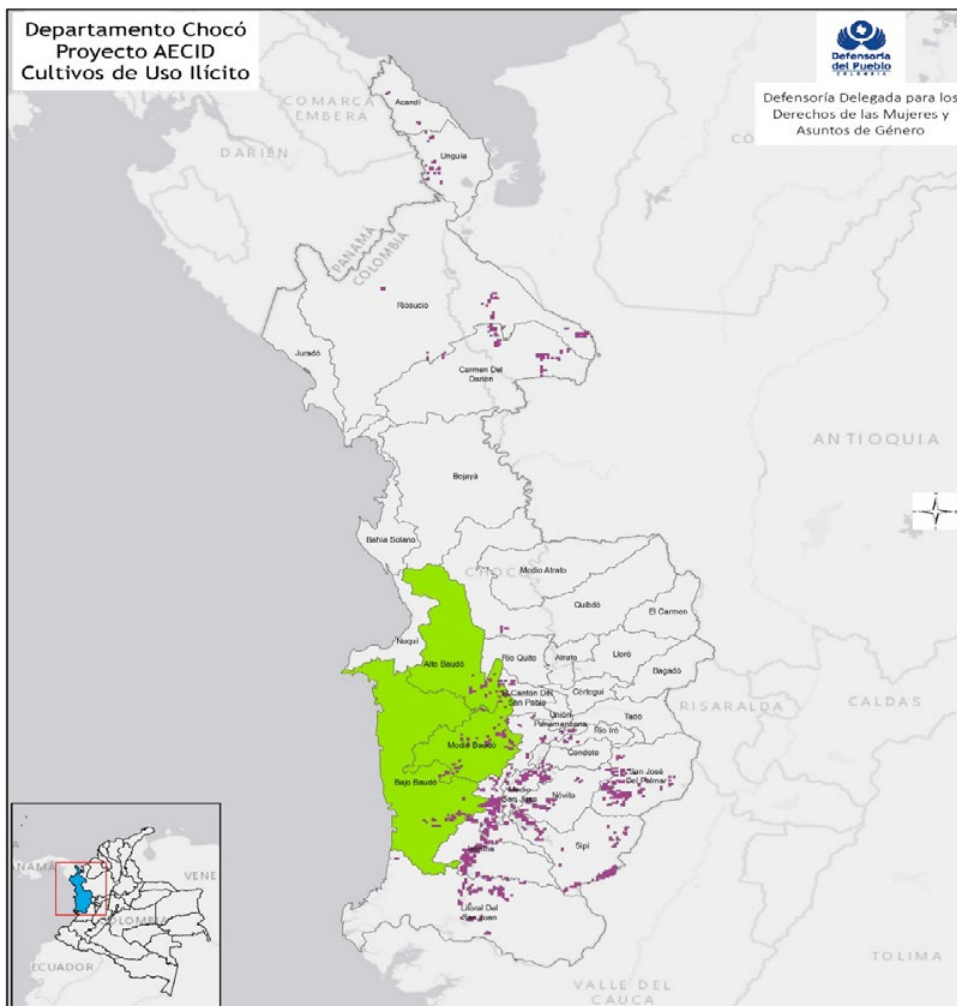 Departamento Chocó
Proyecto AECID
Cultivos de Uso Ilícito
Defensoría
del Pueblo
COLOMBIA
Defensoría Delegada para los
Derechos de las Mujeres y
Asuntos de Género
COMARCA
EMBERÁ
DARIÉN
Acandí
Unguía
PANAMÁ
COLOMBIA
Riosucio
Juradó
Carmen Del
Darién
ANTIOQUIA
Bojayá
Bahía Solano
CHOCÓ
Medio Atrato
Quibdó
El Carmen
Nuquí
Alto Baudó
Río Quito
Atrato
Lloró
Bagadó
El Cantón Del
San Pablo
Cértegui
Unión
Panamericana
Tadó
Río Iró
RISARALDA
CALDAS
Medio Baudó
Condoto
Bajo Baudó
Medio
San Juan
Nóvita
San José
Del Palmar
Sipí
Litoral Del
San Juan
PANAMÁ
VENE
COLOMBIA
ECUADOR
VALLE DEL
CAUCA
TOLIMA